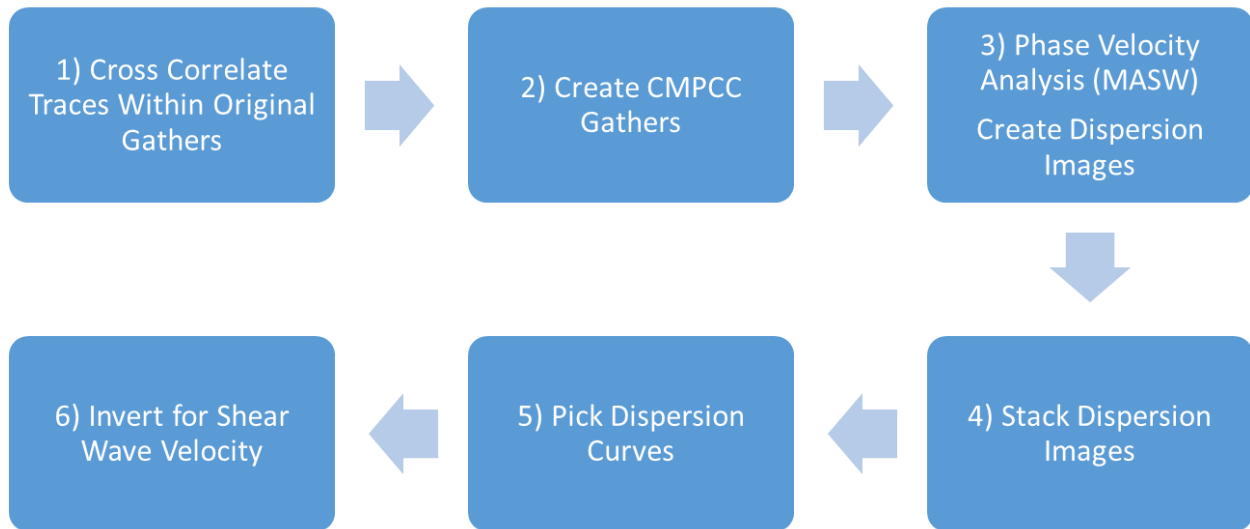 1) Cross Correlate
Traces Within Original
Gathers
2) Create CMPCC
Gathers
3) Phase Velocity
Analysis (MASW)
Create Dispersion
Images
4) Stack Dispersion
Images
5) Pick Dispersion
Curves
6) Invert for Shear
Wave Velocity